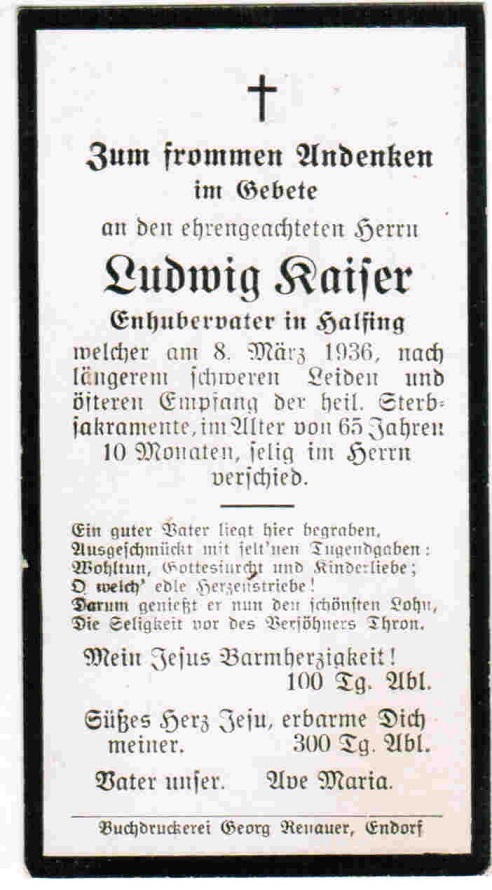 Zum frommen Andenken
im Gebete
an den ehrengeachteten Herrn
Ludwig Kaiser
Enhubervater in Halfing
welcher am 8. März 1936, nach
längerem schweren Leiden und
öfteren Empfang der heil. Sterb-
sakramente, im Alter von 65 Jahren
10 Monaten, selig im Herrn
verschied.
Ein guter Vater liegt hier begraben,
Ausgeschmückt mit selt'nen Tugendgaben:
Wohltun, Gottesfurcht und Kinderliebe;
O welch' edle Herzenstriebe!
Darum genießt er nun den schönsten Lohn,
Die Seligkeit vor des Versöhners Thron.
Mein Jesus Barmherzigkeit!
100 Tg. Abl.
Süßes Herz Jesu, erbarme Dich
meiner. 300 Tg. Abl.
Vater unser. Ave Maria.
Buchdruckerei Georg Renauer, Endorf